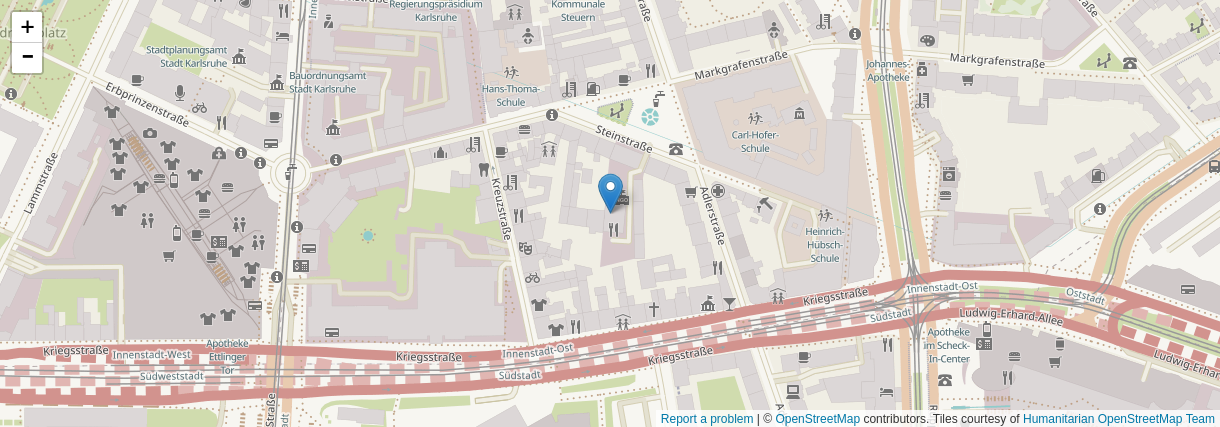 +
−
Regierungspräsidium
Karlsruhe
Kommunale
Steuern
Stadtplanungsamt
Stadt Karlsruhe
Bauordnungsamt
Stadt Karlsruhe
Erbprinzenstraße
Hans-Thoma-
Schule
Markgrafenstraße
Johannes-
Apotheke
Markgrafenstraße
Steinstraße
Carl-Hofer-
Schule
Lammstraße
Kreuzstraße
Adlerstraße
Heinrich-
Hübsch-
Schule
Kriegsstraße
Innenstadt-Ost
Oststadt
Südstadt
Ludwig-Erhard-Allee
Kriegsstraße
Innenstadt-West
Südweststadt
Apotheke
Ettlinger
Tor
Kriegsstraße
Innenstadt-Ost
Südstadt
Kriegsstraße
Apotheke
im Scheck-
In-Center
Ludwig-Erhar
Report a problem | © OpenStreetMap contributors. Tiles courtesy of Humanitarian OpenStreetMap Team